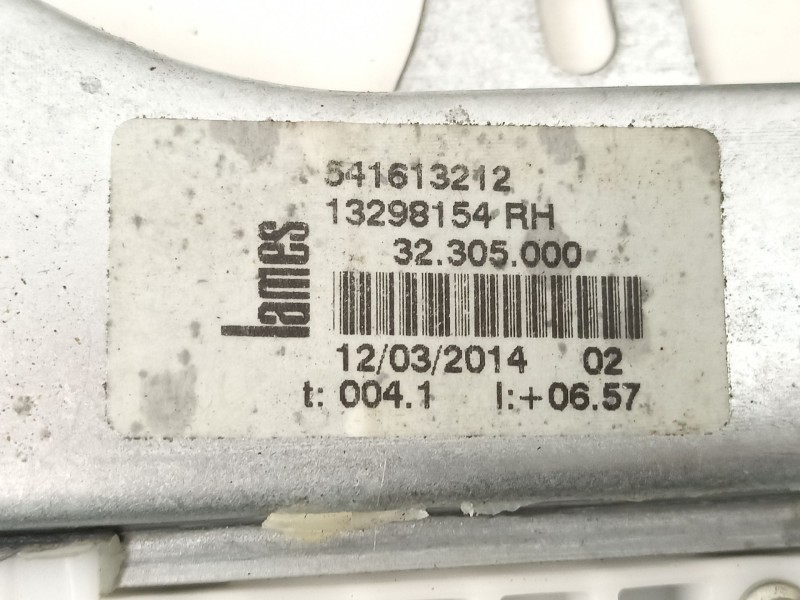 541613212
13298154 RH
32.305.000
lames
12/03/2014 02
t: 004.1 l:+06.57